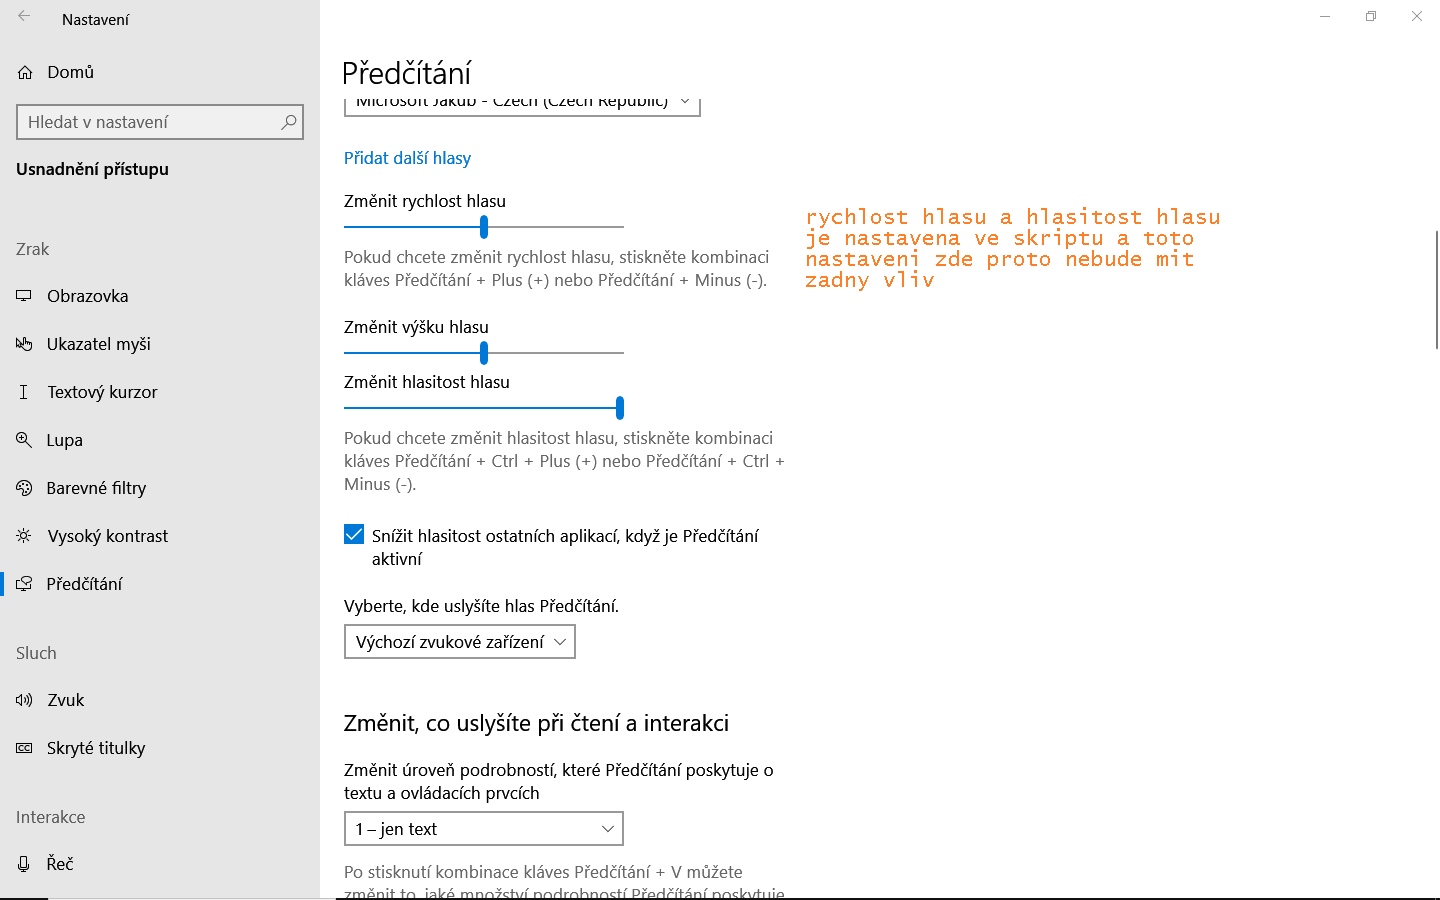 Nastavení
Domů
Hledat v nastavení
Usnadnění přístupu
Zrak
Obrazovka
Ukazatel myši
Textový kurzor
Lupa
Barevné filtry
Vysoký kontrast
Předčítání
Sluch
Zvuk
Skryté titulky
Interakce
Řeč
Předčítání
Microsoft Jakub - Czech (Czech Republic)
Přidat další hlasy
Změnit rychlost hlasu
Pokud chcete změnit rychlost hlasu, stiskněte kombinaci
kláves Předčítání + Plus (+) nebo Předčítání + Minus (-).
Změnit výšku hlasu
Změnit hlasitost hlasu
Pokud chcete změnit hlasitost hlasu, stiskněte kombinaci
kláves Předčítání + Ctrl + Plus (+) nebo Předčítání + Ctrl +
Minus (-).
Snížit hlasitost ostatních aplikací, když je Předčítání
aktivní
Vyberte, kde uslyšíte hlas Předčítání.
Výchozí zvukové zařízení
Změnit, co uslyšíte při čtení a interakci
Změnit úroveň podrobností, které Předčítání poskytuje o
textu a ovládacích prvcích
1 – jen text
Po stisknutí kombinace kláves Předčítání + V můžete
změnit to, jaké množství podrobností Předčítání poskytuje
rychlost hlasu a hlasitost hlasu
je nastavena ve skriptu a toto
nastaveni zde proto nebude mit
zadny vliv